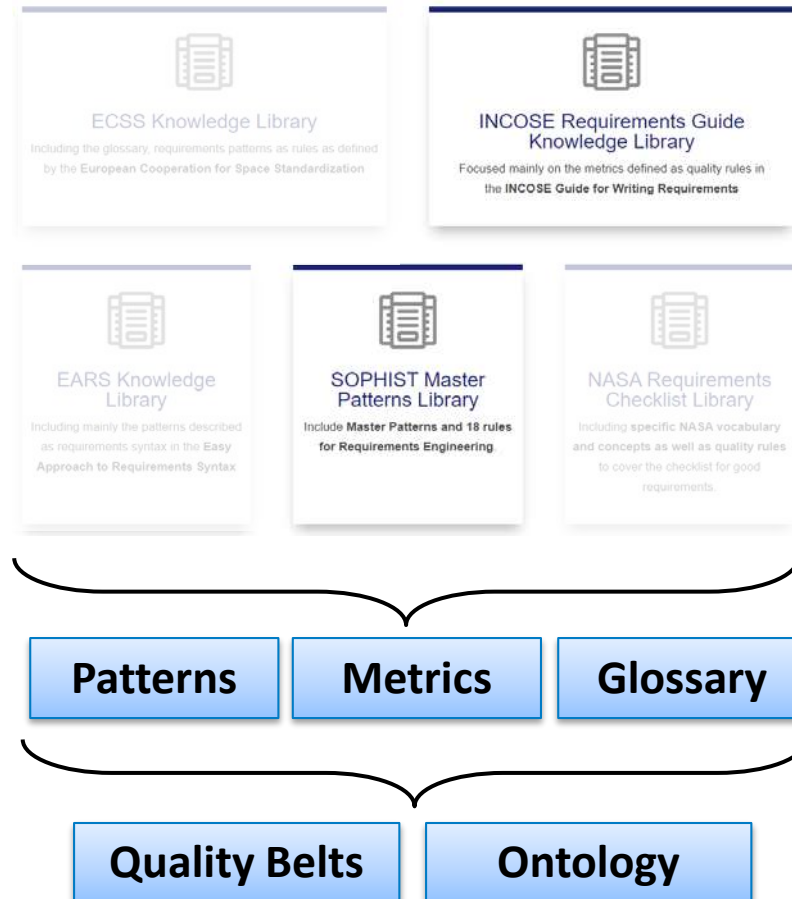 ECSS Knowledge Library
Including the glossary, requirements patterns as rules as defined
by the European Cooperation for Space Standardization
INCOSE Requirements Guide
Knowledge Library
Focused mainly on the metrics defined as quality rules in
the INCOSE Guide for Writing Requirements
EARS Knowledge
Library
Including mainly the patterns described
as requirements syntax in the Easy
Approach to Requirements Syntax
SOPHIST Master
Patterns Library
Include Master Patterns and 18 rules
for Requirements Engineering
NASA Requirements
Checklist Library
Including specific NASA vocabulary
and concepts as well as quality rules
to cover the checklist for good
requirements.
Patterns
Metrics
Glossary
Quality Belts
Ontology